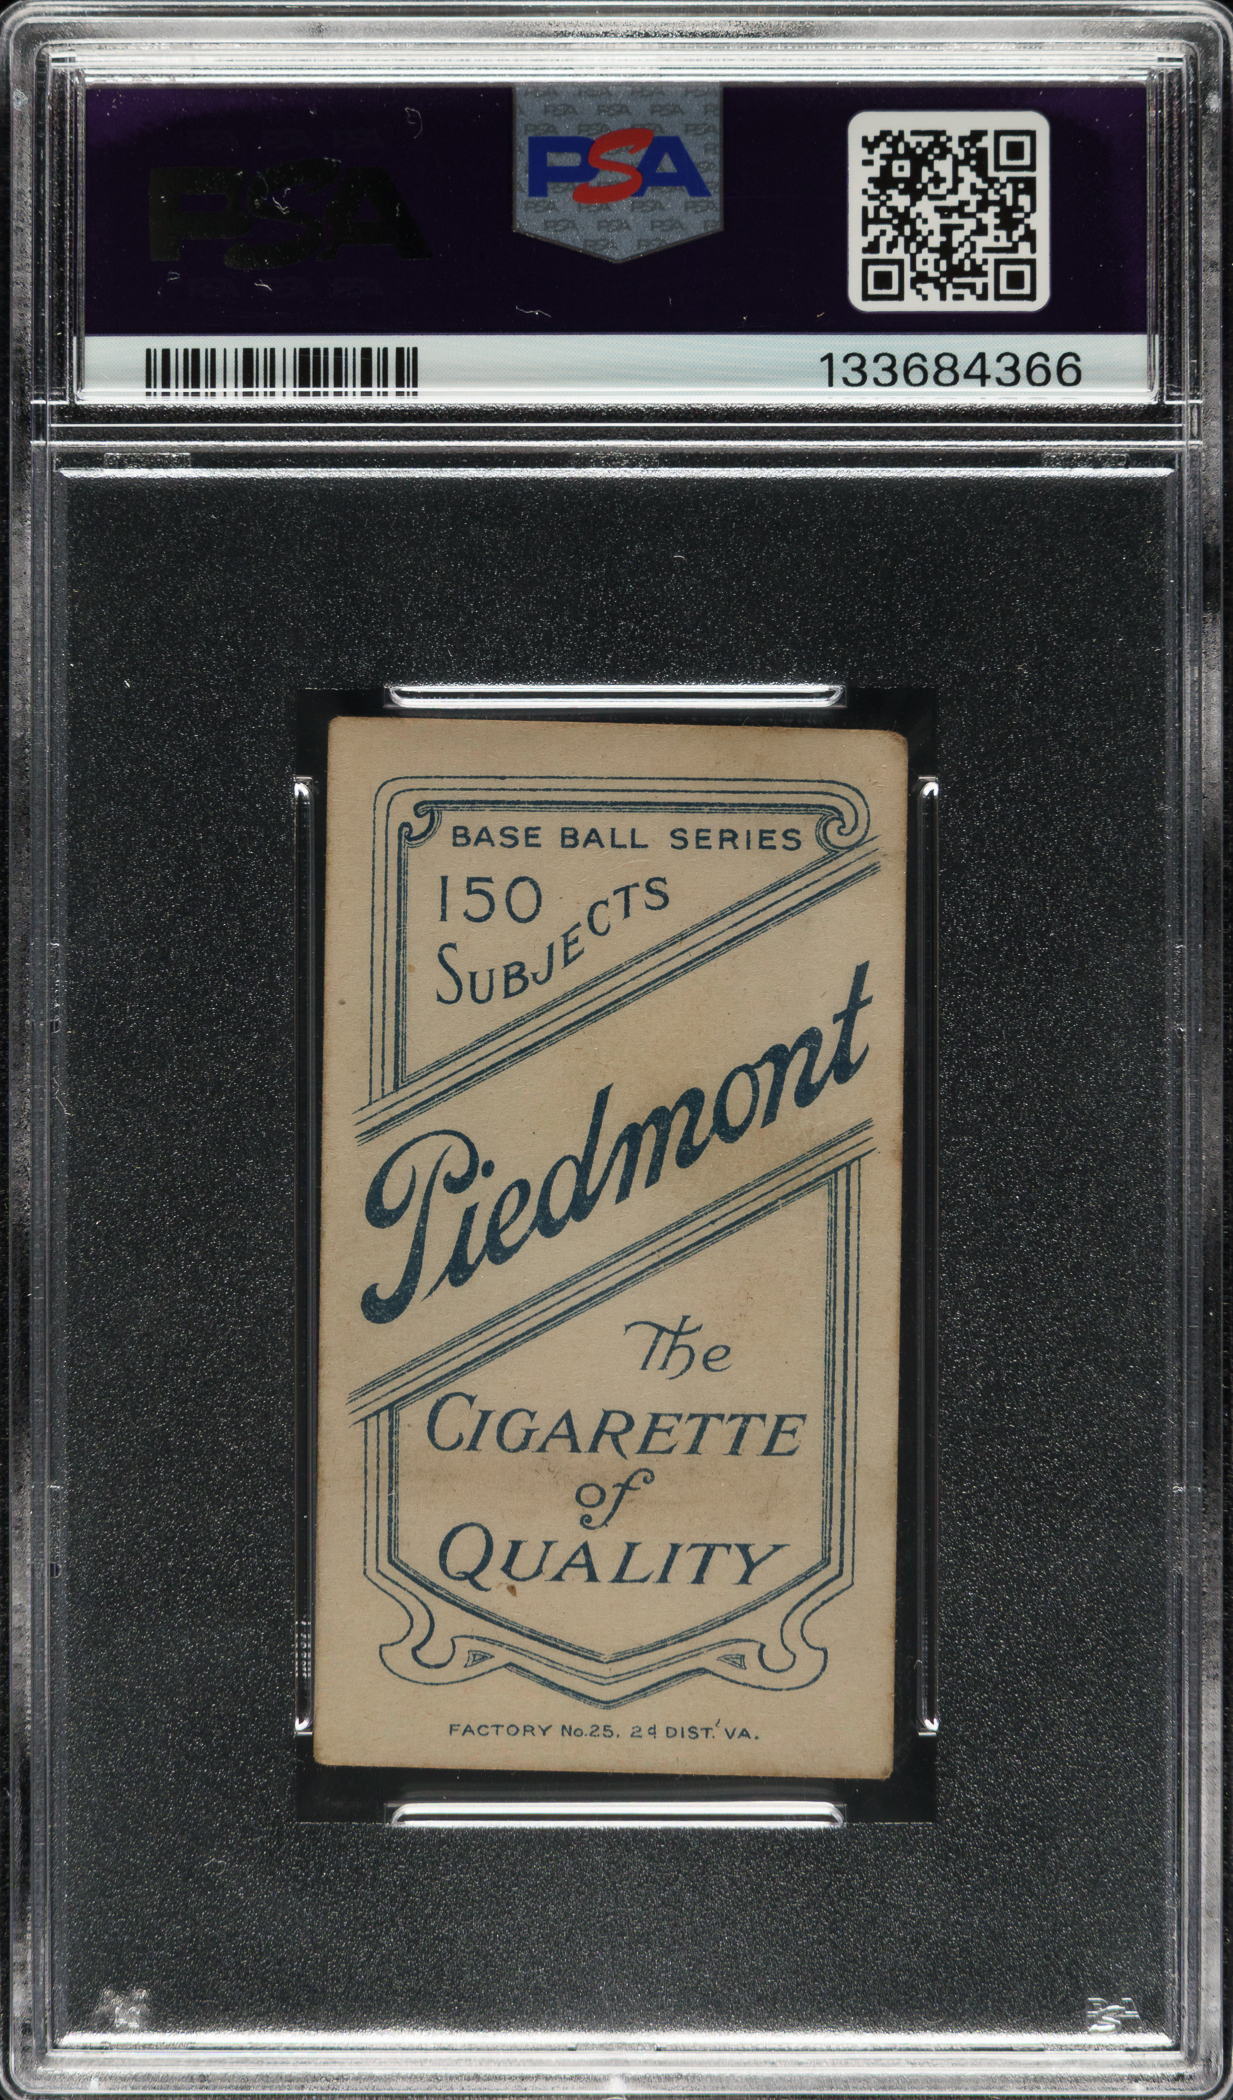 PSA
PSA
133684366
BASE BALL SERIES
150
SUBJECTS
Piedmont
The
CIGARETTE
of
QUALITY
FACTORY No.25. 2d DIST.' VA.